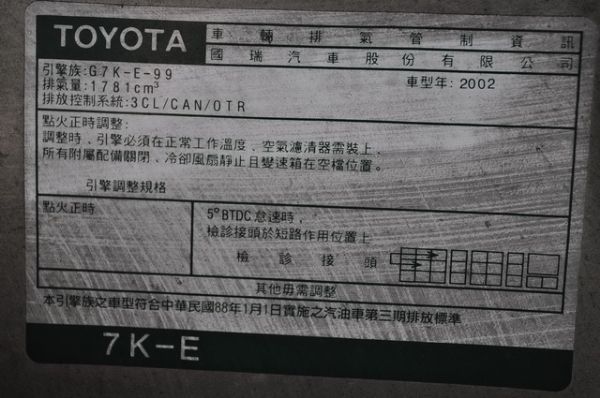 TOYOTA
車輛排氣管制資訊
國瑞汽車股份有限公司
引擎族:G7K-E-99 車型年: 2002
排氣量:1781cm³
排放控制系統:3CL/CAN/OTR
點火正時調整:
調整時、引擎必須在正常工作溫度、空氣濾清器需裝上、
所有附屬配備關閉、冷卻風扇靜止且變速箱在空檔位置。
引擎調整規格
點火正時
5°BTDC 怠速時,
檢診接頭於短路作用位置上
檢診接頭
其他毋需調整
本引擎族之車型符合中華民國88年1月1日實施之汽油車第三期排放標準
7K-E